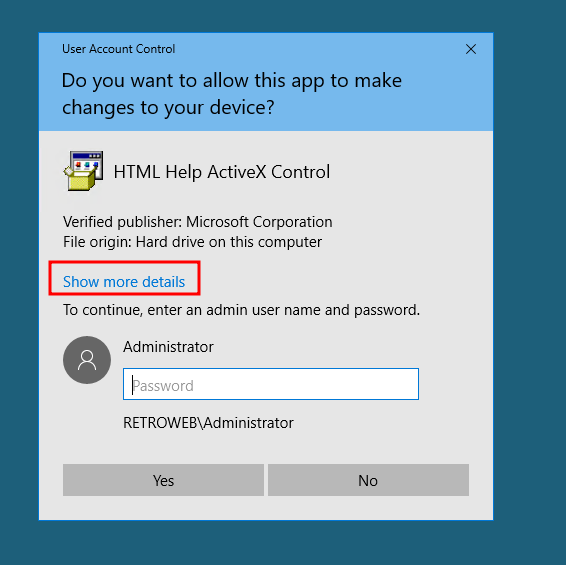 User Account Control
Do you want to allow this app to make
changes to your device?
HTML Help ActiveX Control
Verified publisher: Microsoft Corporation
File origin: Hard drive on this computer
Show more details
To continue, enter an admin user name and password.
Administrator
Password
RETROWEB\Administrator
Yes
No